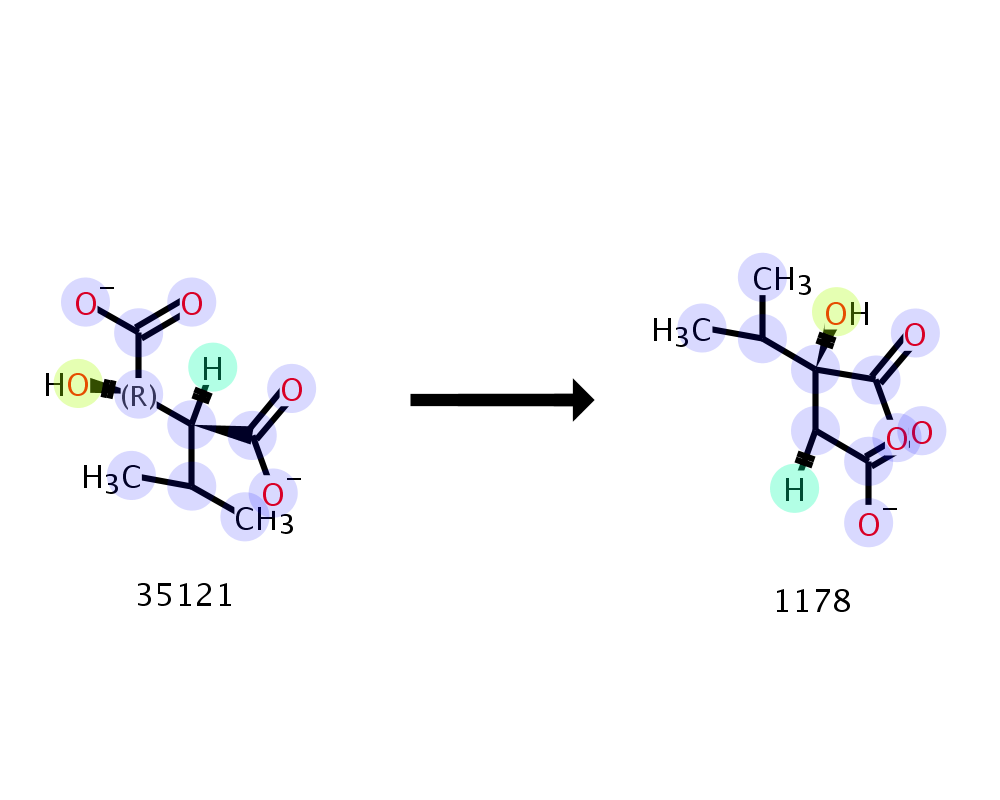 CH3
O− O OH
H3C O
H O
HO (R) O O
H3C
H
O− CH3 O−
35121 1178